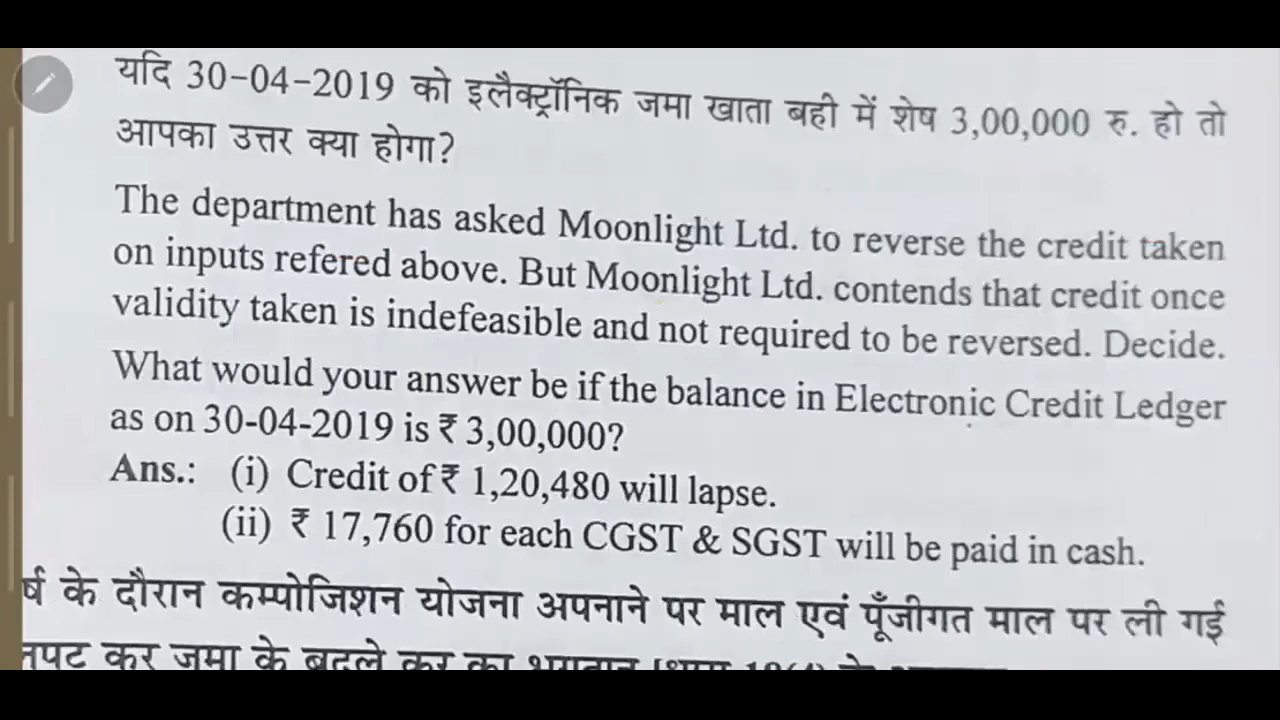 यदि 30-04-2019 को इलैक्ट्रॉनिक जमा खाता बही में शेष 3,00,000 रु. हो तो
आपका उत्तर क्या होगा?
The department has asked Moonlight Ltd. to reverse the credit taken
on inputs refered above. But Moonlight Ltd. contends that credit once
validity taken is indefeasible and not required to be reversed. Decide.
What would your answer be if the balance in Electronic Credit Ledger
as on 30-04-2019 is ₹ 3,00,000?
Ans.: (i) Credit of ₹ 1,20,480 will lapse.
(ii) ₹ 17,760 for each CGST & SGST will be paid in cash.
के दौरान कम्पोजिशन योजना अपनाने पर माल एवं पूँजीगत माल पर ली गई
कर जमा के बदले कर का भुगतान